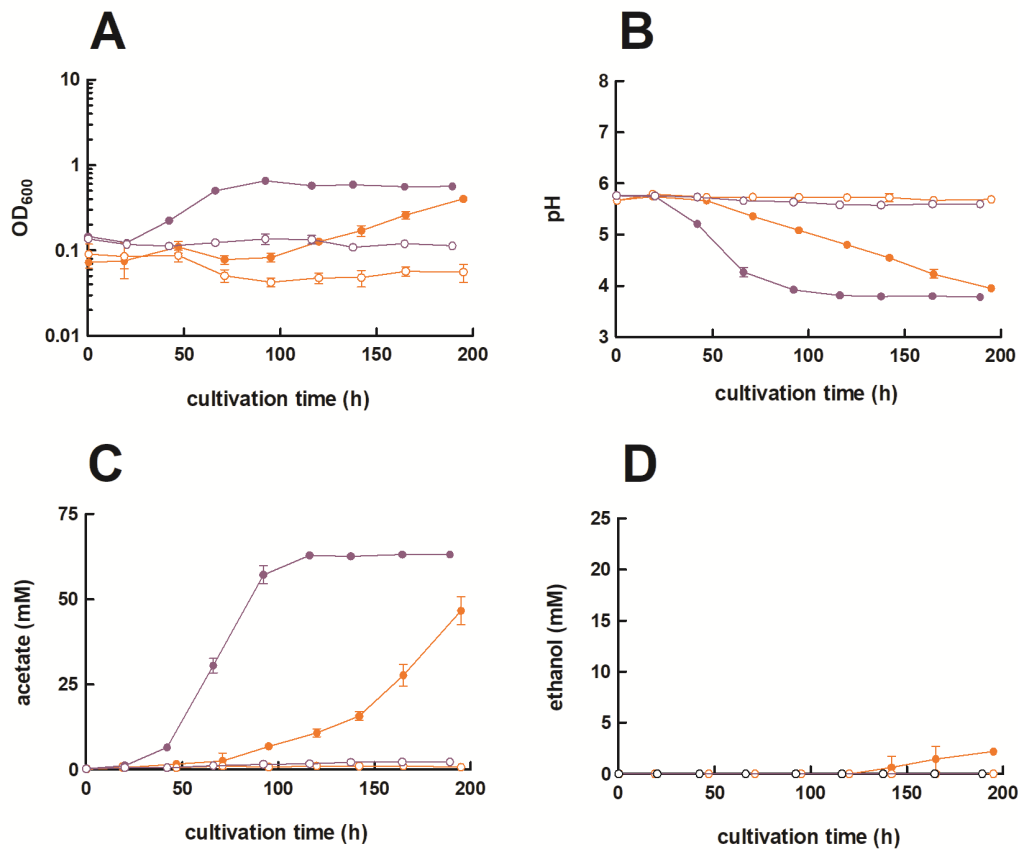 A
OD600
10
1
0.1
0.01
0 50 100 150 200
cultivation time (h)
B
pH
8
7
6
5
4
3
0 50 100 150 200
cultivation time (h)
C
acetate (mM)
75
50
25
0
0 50 100 150 200
cultivation time (h)
D
ethanol (mM)
25
20
15
10
5
0
0 50 100 150 200
cultivation time (h)